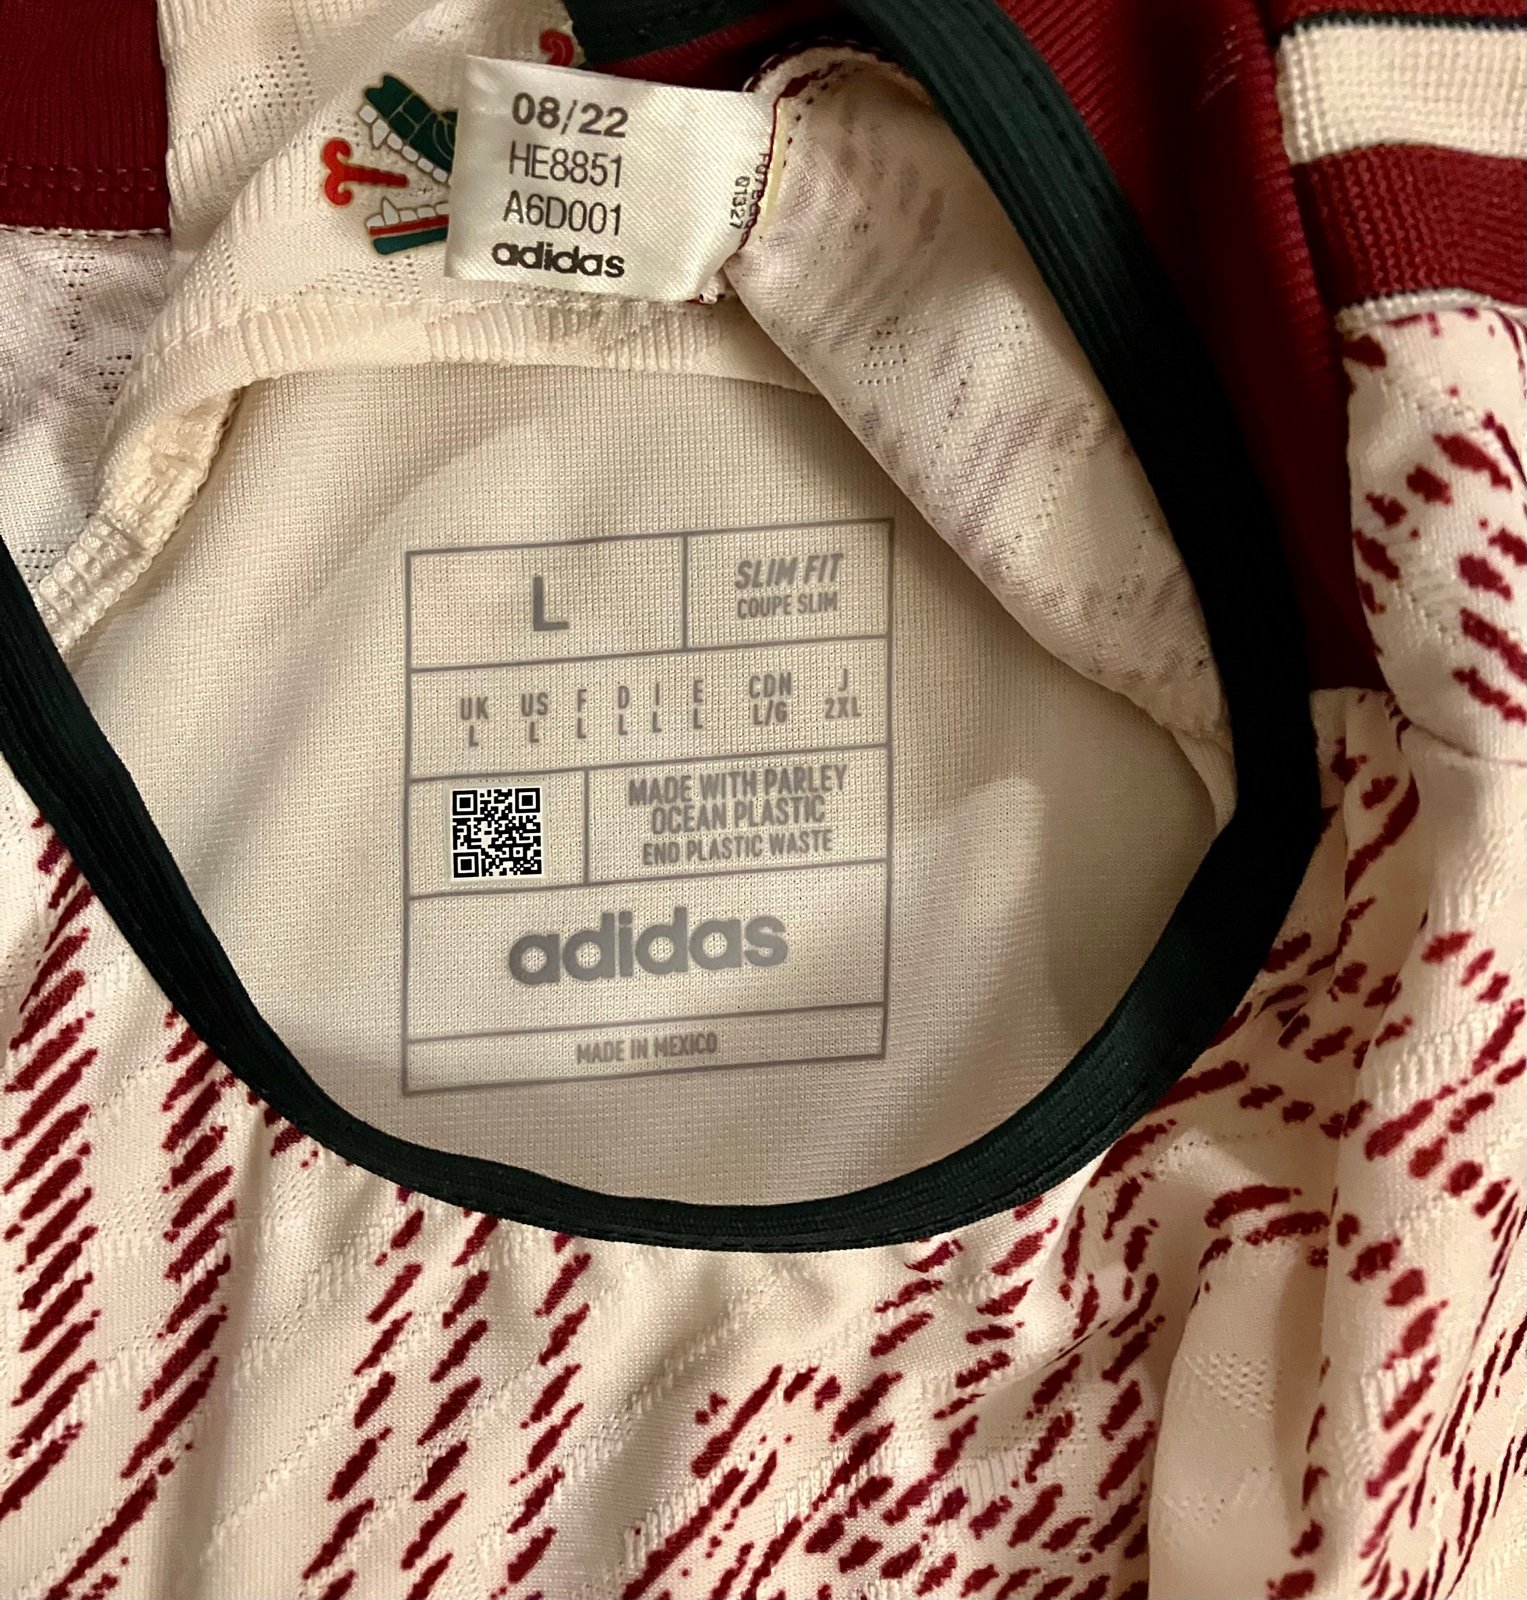 08/22
HE8851
A6D001
adidas
01327
L
SLIM FIT
COUPE SLIM
UK US F D I E CDN J
L L L L L L L/G 2XL
MADE WITH PARLEY
OCEAN PLASTIC
END PLASTIC WASTE
adidas
MADE IN MEXICO